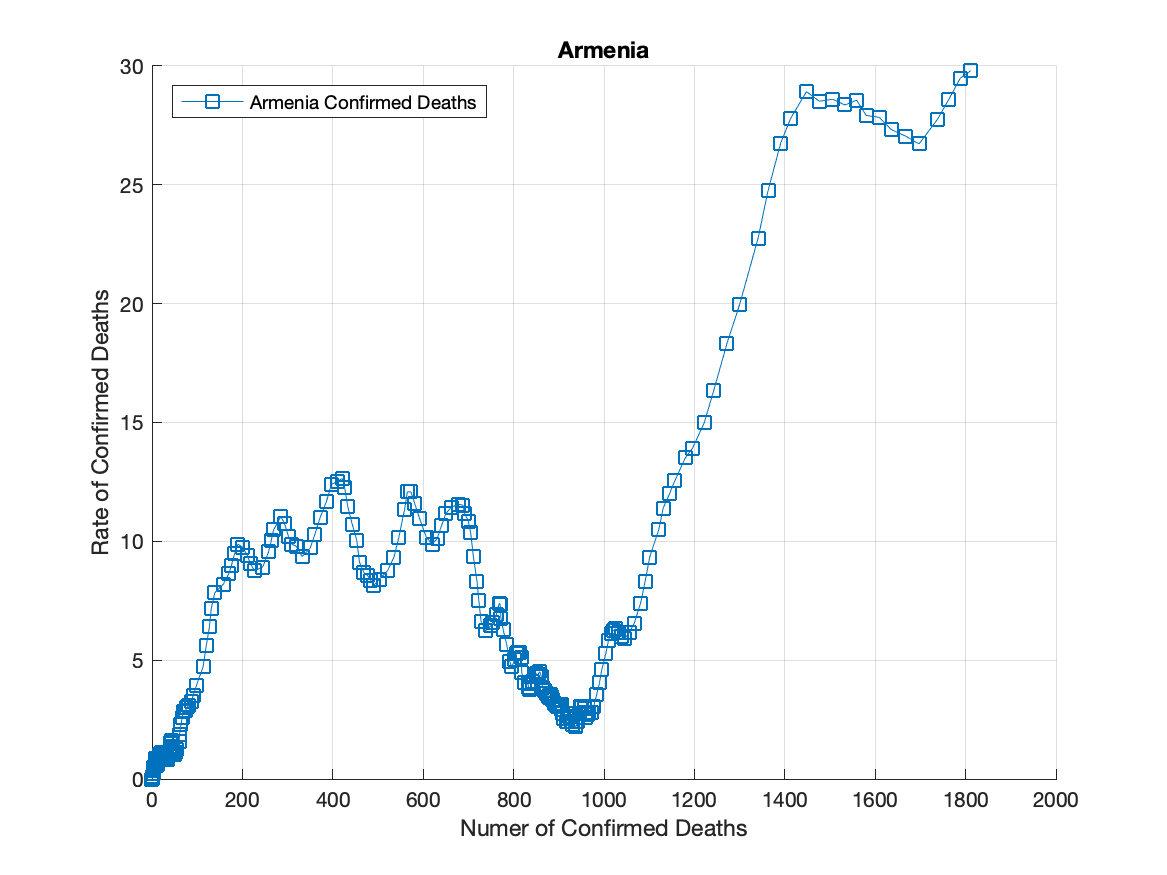 Armenia
Armenia Confirmed Deaths
30
25
20
15
10
5
0
Rate of Confirmed Deaths
0 200 400 600 800 1000 1200 1400 1600 1800 2000
Numer of Confirmed Deaths